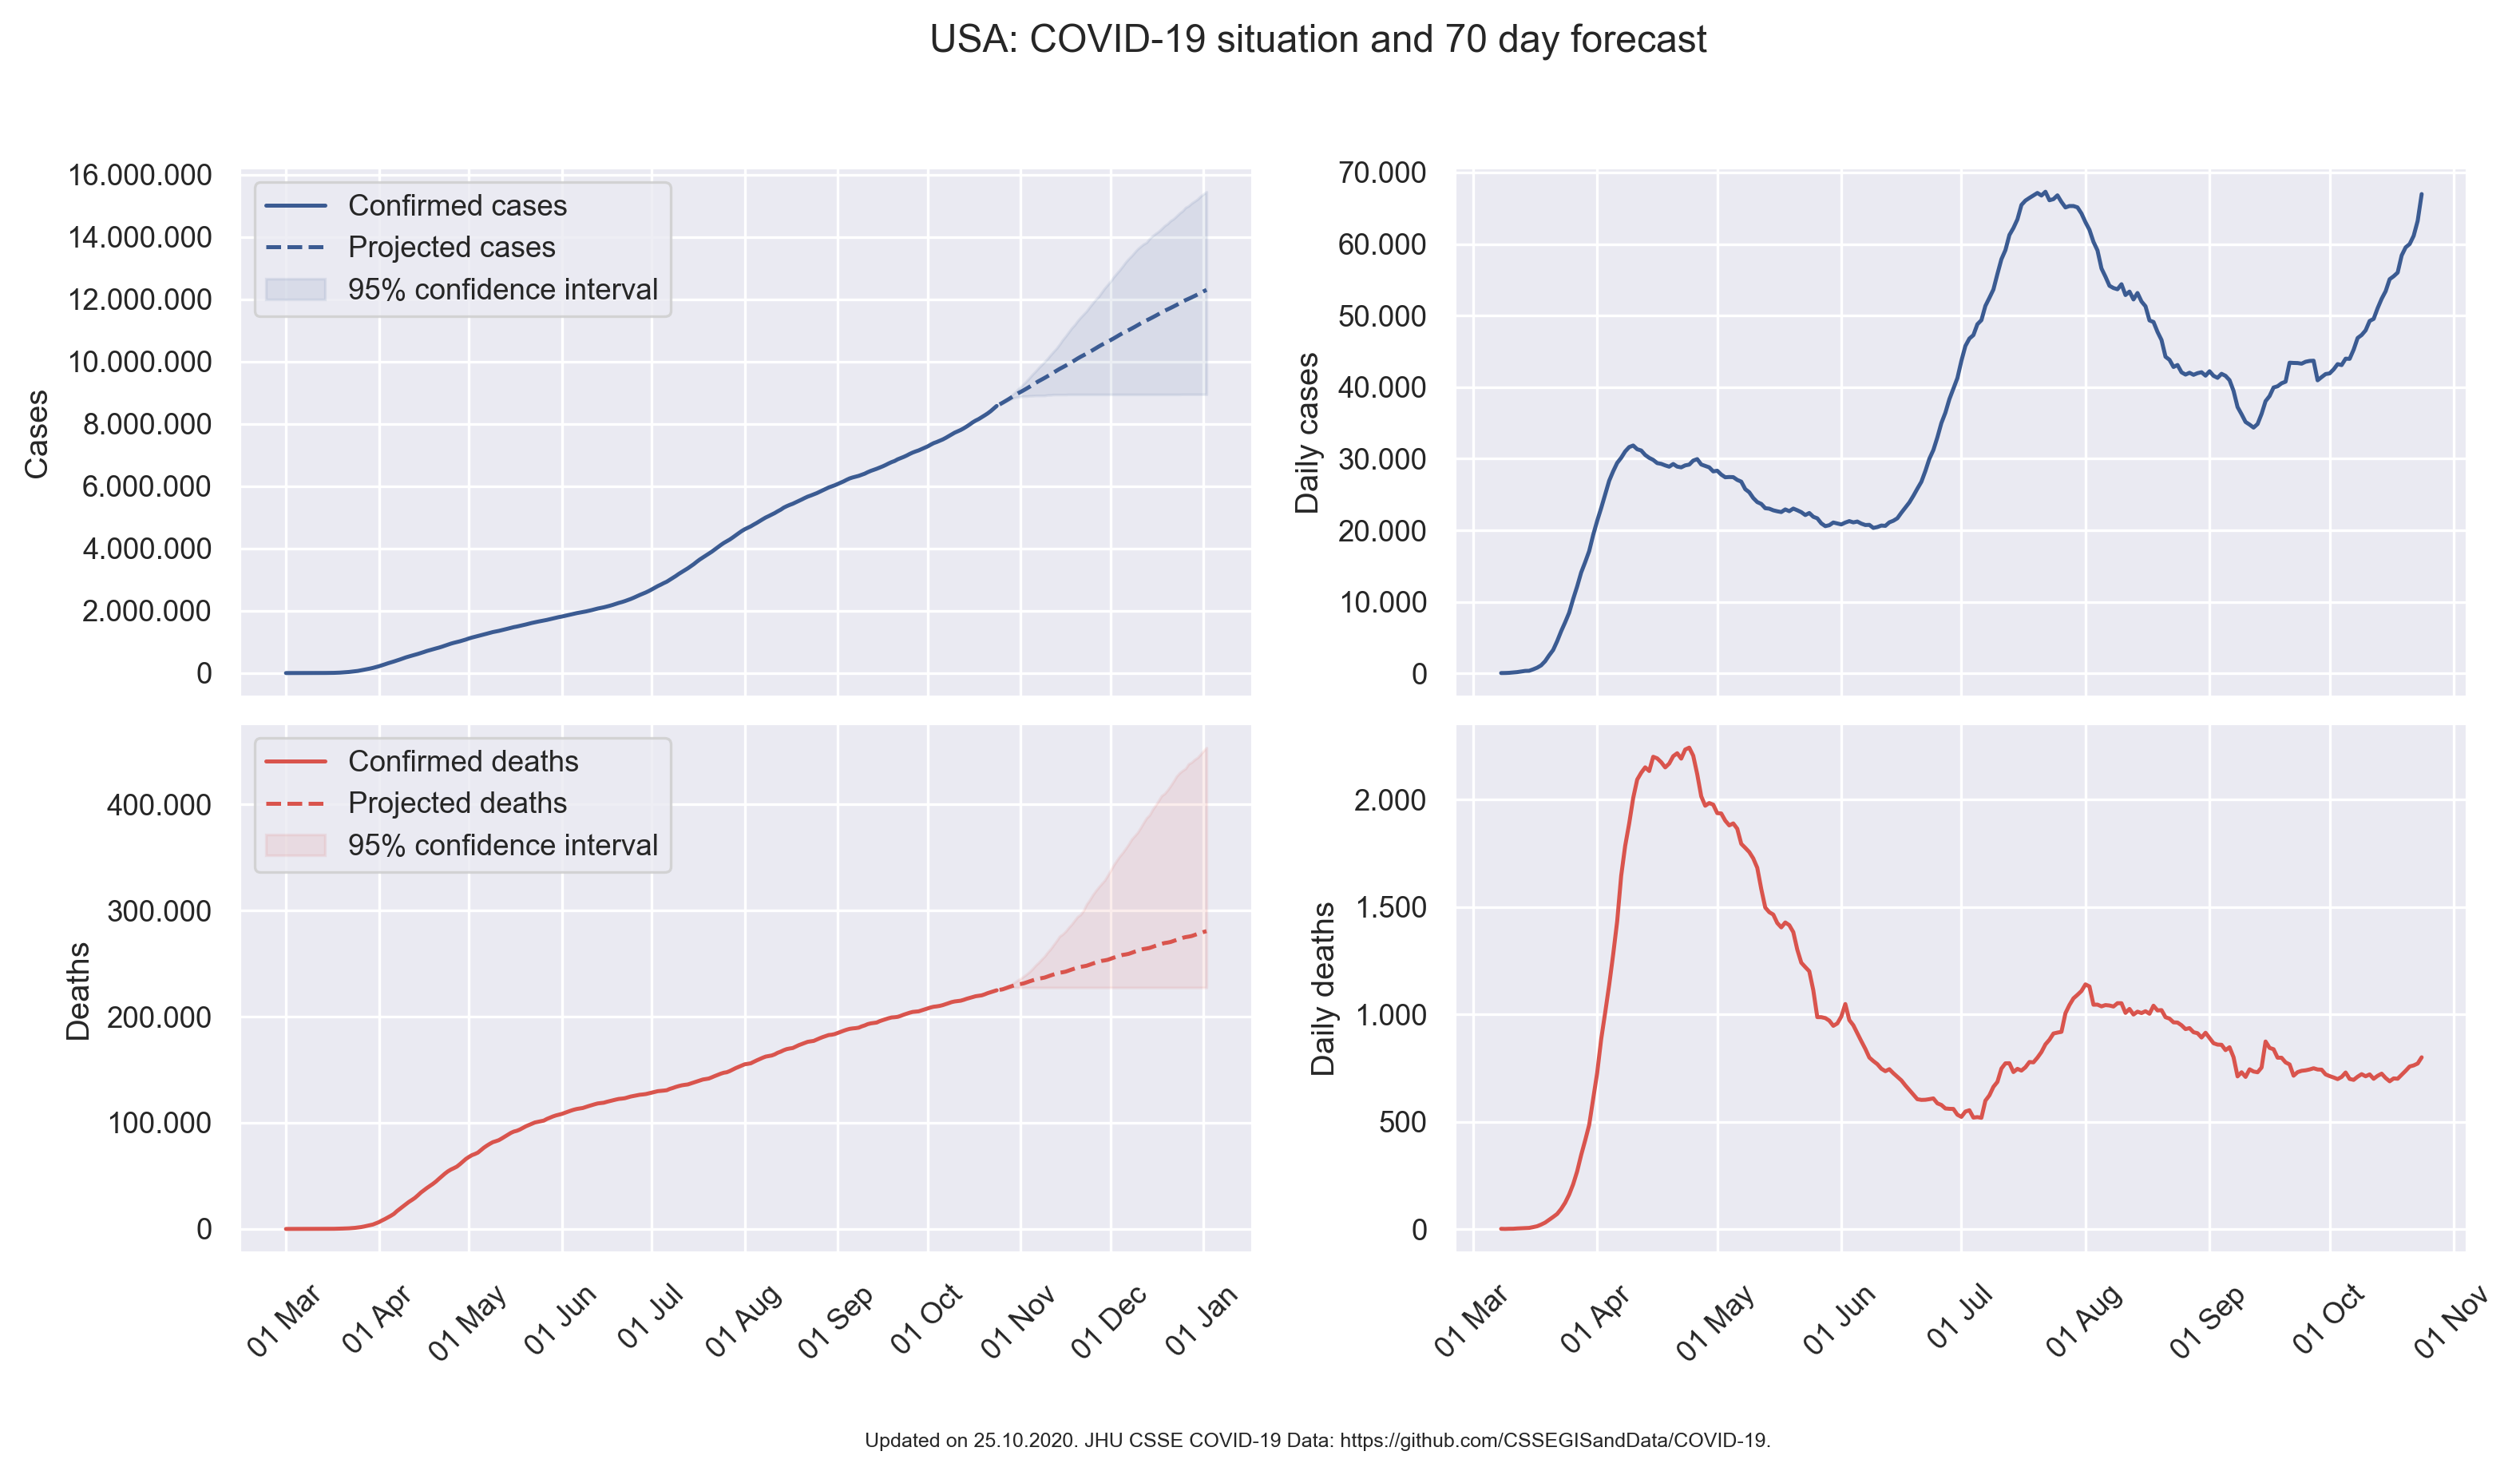 USA: COVID-19 situation and 70 day forecast
16.000.000
14.000.000
12.000.000
10.000.000
8.000.000
6.000.000
4.000.000
2.000.000
0
Cases
Confirmed cases
Projected cases
95% confidence interval
70.000
60.000
50.000
40.000
30.000
20.000
10.000
0
Daily cases
400.000
300.000
200.000
100.000
0
Deaths
Confirmed deaths
Projected deaths
95% confidence interval
01 Mar
01 Apr
01 May
01 Jun
01 Jul
01 Aug
01 Sep
01 Oct
01 Nov
01 Dec
01 Jan
2.000
1.500
1.000
500
0
Daily deaths
01 Mar
01 Apr
01 May
01 Jun
01 Jul
01 Aug
01 Sep
01 Oct
01 Nov
Updated on 25.10.2020. JHU CSSE COVID-19 Data: https://github.com/CSSEGISandData/COVID-19.